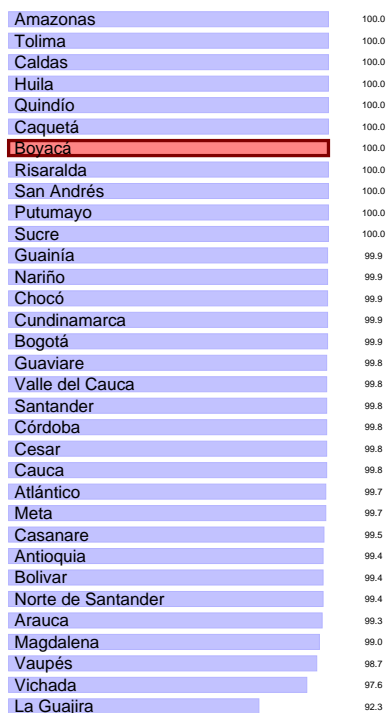 Amazonas 100.0
Tolima 100.0
Caldas 100.0
Huila 100.0
Quindío 100.0
Caquetá 100.0
Boyacá 100.0
Risaralda 100.0
San Andrés 100.0
Putumayo 100.0
Sucre 100.0
Guainía 99.9
Nariño 99.9
Chocó 99.9
Cundinamarca 99.9
Bogotá 99.9
Guaviare 99.8
Valle del Cauca 99.8
Santander 99.8
Córdoba 99.8
Cesar 99.8
Cauca 99.8
Atlántico 99.7
Meta 99.7
Casanare 99.5
Antioquia 99.4
Bolivar 99.4
Norte de Santander 99.4
Arauca 99.3
Magdalena 99.0
Vaupés 98.7
Vichada 97.6
La Guajira 92.3